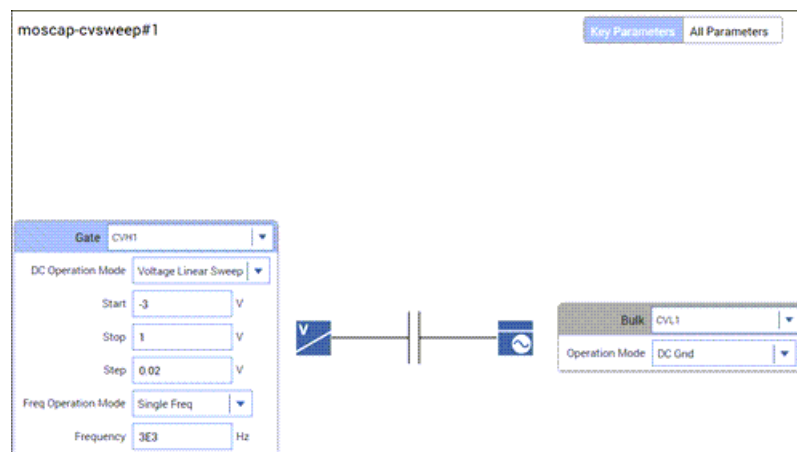 moscap-cvsweep#1
Key Parameters All Parameters
Gate CVH1
DC Operation Mode Voltage Linear Sweep
Start -3 V
Stop 1 V
Step 0.02 V
Freq Operation Mode Single Freq
Frequency 3E3 Hz
V
Bulk CVL1
Operation Mode DC Gnd